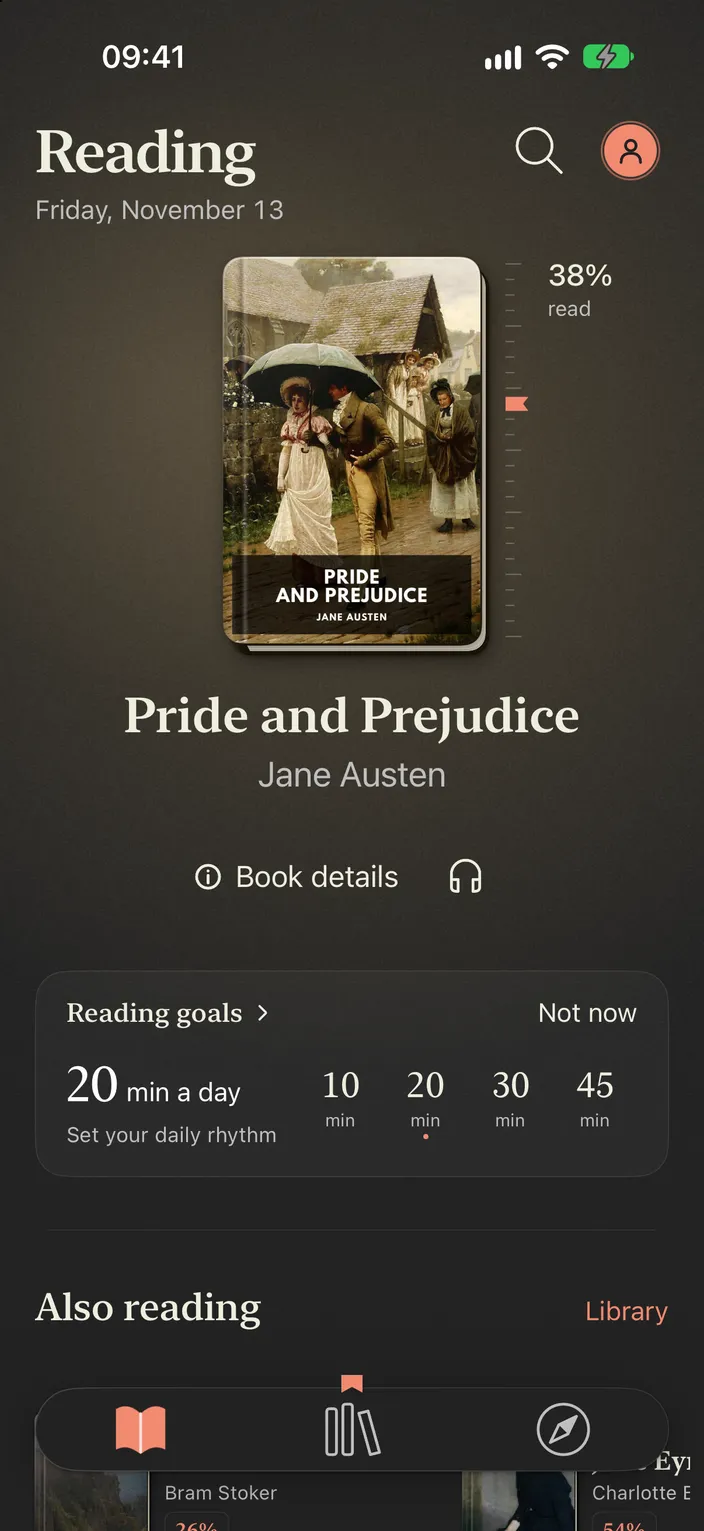 09:41
Reading
Friday, November 13
38%
read
PRIDE
AND PREJUDICE
JANE AUSTEN
Pride and Prejudice
Jane Austen
Book details
Reading goals
Not now
20 min a day
10 20 30 45
min min min min
Set your daily rhythm
Also reading
Library
Bram Stoker
Charlotte B
26%
54%